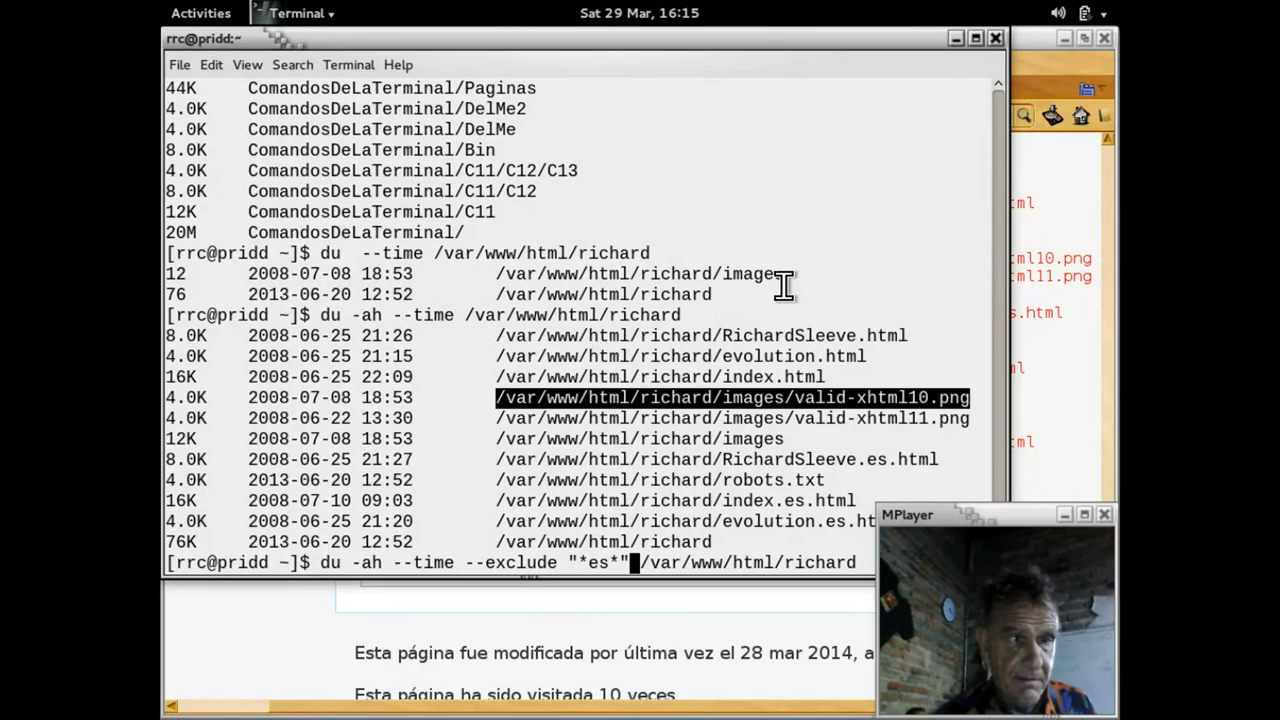 Activities Terminal Sat 29 Mar, 16:15
rrc@pridd:~
File Edit View Search Terminal Help
44K ComandosDeLaTerminal/Paginas
4.0K ComandosDeLaTerminal/DelMe2
4.0K ComandosDeLaTerminal/DelMe
8.0K ComandosDeLaTerminal/Bin
4.0K ComandosDeLaTerminal/C11/C12/C13
8.0K ComandosDeLaTerminal/C11/C12
12K ComandosDeLaTerminal/C11
20M ComandosDeLaTerminal/
[rrc@pridd ~]$ du  --time /var/www/html/richard
12 2008-07-08 18:53 /var/www/html/richard/image
76 2013-06-20 12:52 /var/www/html/richard
[rrc@pridd ~]$ du -ah --time /var/www/html/richard
8.0K 2008-06-25 21:26 /var/www/html/richard/RichardSleeve.html
4.0K 2008-06-25 21:15 /var/www/html/richard/evolution.html
16K 2008-06-25 22:09 /var/www/html/richard/index.html
4.0K 2008-07-08 18:53 /var/www/html/richard/images/valid-xhtml10.png
4.0K 2008-06-22 13:30 /var/www/html/richard/images/valid-xhtml11.png
12K 2008-07-08 18:53 /var/www/html/richard/images
8.0K 2008-06-25 21:27 /var/www/html/richard/RichardSleeve.es.html
4.0K 2013-06-20 12:52 /var/www/html/richard/robots.txt
16K 2008-07-10 09:03 /var/www/html/richard/index.es.html
4.0K 2008-06-25 21:20 /var/www/html/richard/evolution.es.ht
76K 2013-06-20 12:52 /var/www/html/richard
[rrc@pridd ~]$ du -ah --time --exclude "*es*" /var/www/html/richard
ml
ml10.png
ml11.png
s.html
ml
ml
MPlayer
Esta página fue modificada por última vez el 28 mar 2014, a
Esta página ha sido visitada 10 veces